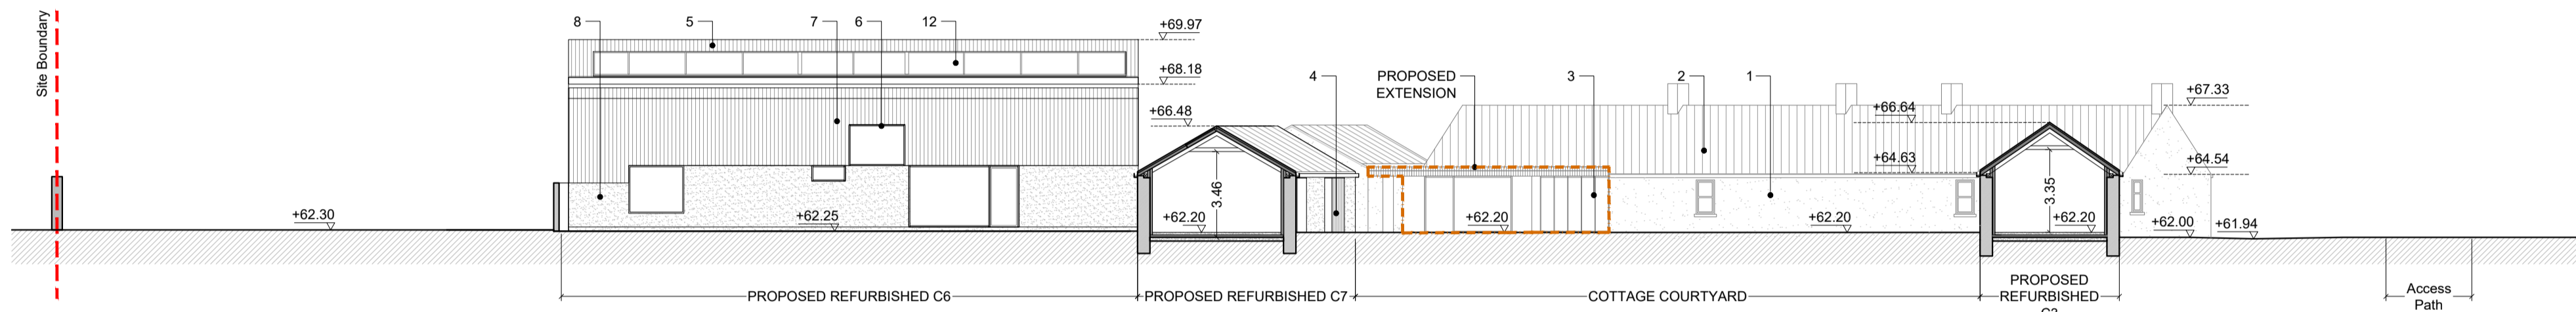 Site Boundary
8
5
7
6
12
+69.97
+68.18
+66.48
4
PROPOSED
EXTENSION
3
2
1
+66.64
+67.33
+64.63
+64.54
+62.30
+62.25
+62.20
3.46
+62.20
+62.20
3.35
+62.20
+62.00
+61.94
PROPOSED REFURBISHED C6
PROPOSED REFURBISHED C7
COTTAGE COURTYARD
PROPOSED
REFURBISHED
Access
Path